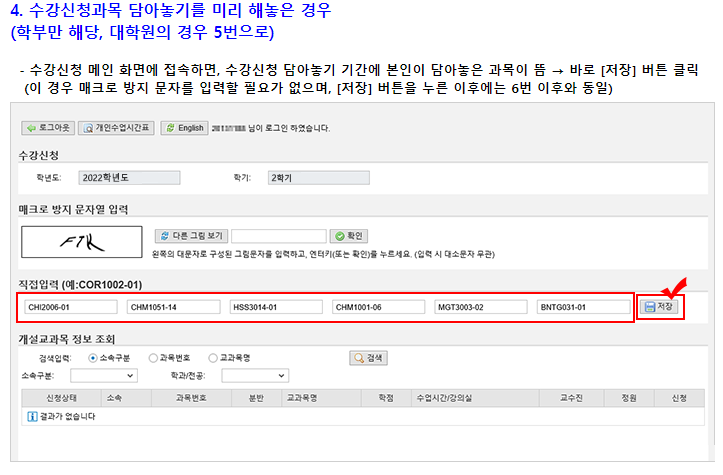 4. 수강신청과목 담아놓기를 미리 해놓은 경우
(학부만 해당, 대학원의 경우 5번으로)
- 수강신청 메인 화면에 접속하면, 수강신청 담아놓기 기간에 본인이 담아놓은 과목이 뜸 → 바로 [저장] 버튼 클릭
(이 경우 매크로 방지 문자를 입력할 필요가 없으며, [저장] 버튼을 누른 이후에는 6번 이후와 동일)
로그아웃 개인수업시간표 English 님이 로그인 하였습니다.
수강신청
학년도: 2022학년도 학기: 2학기
매크로 방지 문자열 입력
FTK 다른 그림 보기 확인
왼쪽의 대문자로 구성된 그림문자를 입력하고, 엔터키(또는 확인)를 누르세요. (입력 시 대소문자 무관)
직접입력 (예:COR1002-01)
CHI2006-01 CHM1051-14 HSS3014-01 CHM1001-06 MGT3003-02 BNTG031-01 저장
개설교과목 정보 조회
검색입력: 소속구분 과목번호 교과목명 검색
소속구분: 학과/전공:
신청상태 소속 과목번호 분반 교과목명 학점 수업시간/강의실 교수진 정원 신청
결과가 없습니다